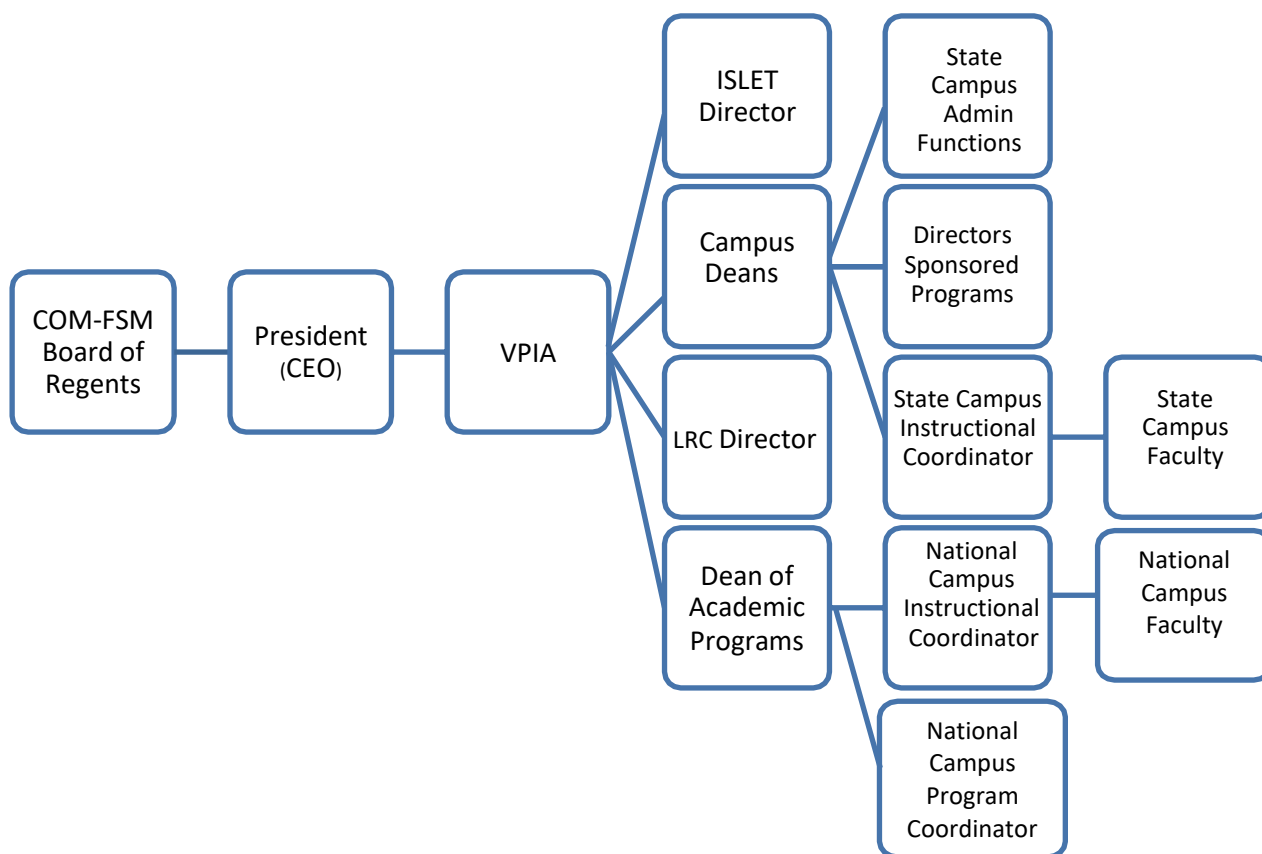 COM-FSM
Board of
Regents
President
(CEO)
VPIA
ISLET
Director
Campus
Deans
LRC Director
Dean of
Academic
Programs
State
Campus
Admin
Functions
Directors
Sponsored
Programs
State Campus
Instructional
Coordinator
National
Campus
Instructional
Coordinator
National
Campus
Program
Coordinator
State
Campus
Faculty
National
Campus
Faculty